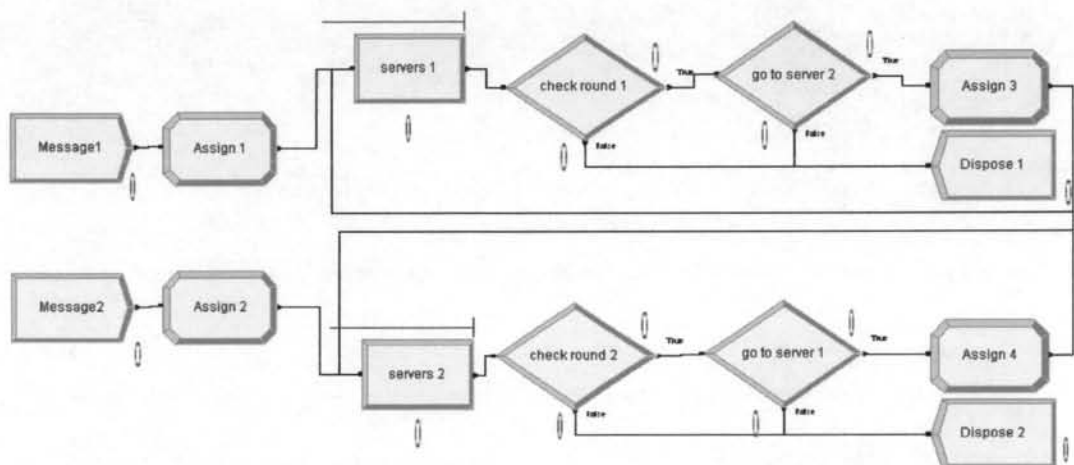 servers 1
check round 1
True
go to server 2
True
Assign 3
Message1
Assign 1
False
False
Dispose 1
Message2
Assign 2
servers 2
check round 2
True
go to server 1
True
Assign 4
False
False
Dispose 2